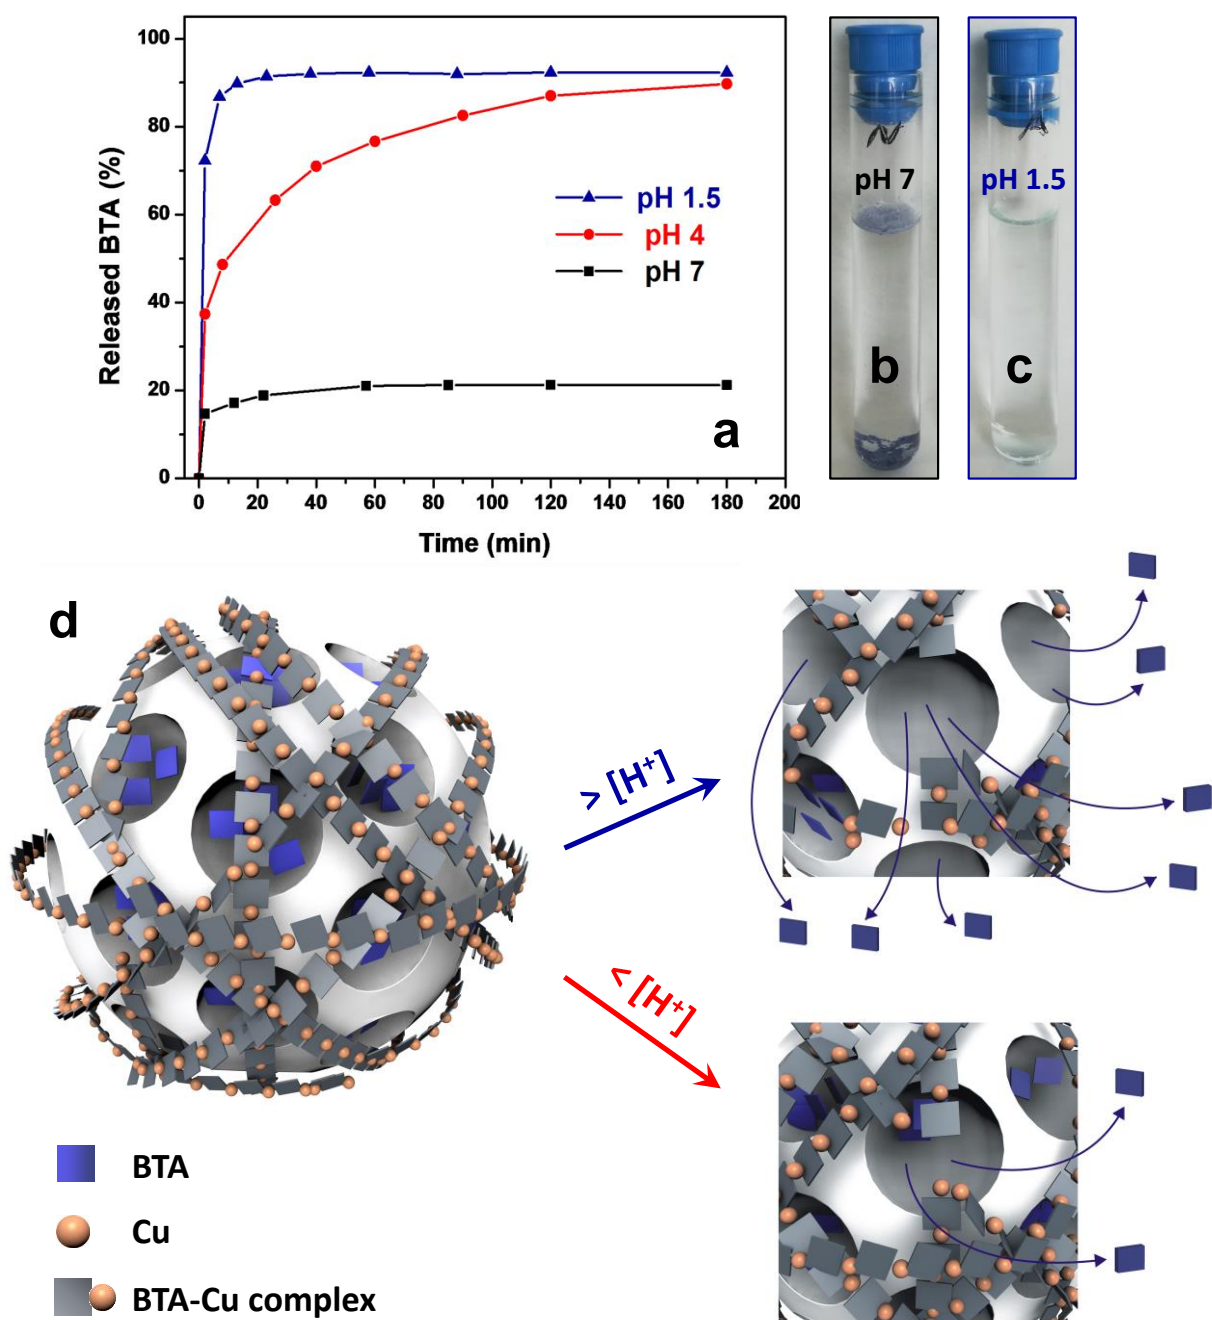 100
80
60
40
20
0
Released BTA (%)
0 20 40 60 80 100 120 140 160 180 200
Time (min)
pH 1.5
pH 4
pH 7
a
pH 7
b
pH 1.5
c
d
> [H⁺]
< [H⁺]
BTA
Cu
BTA-Cu complex